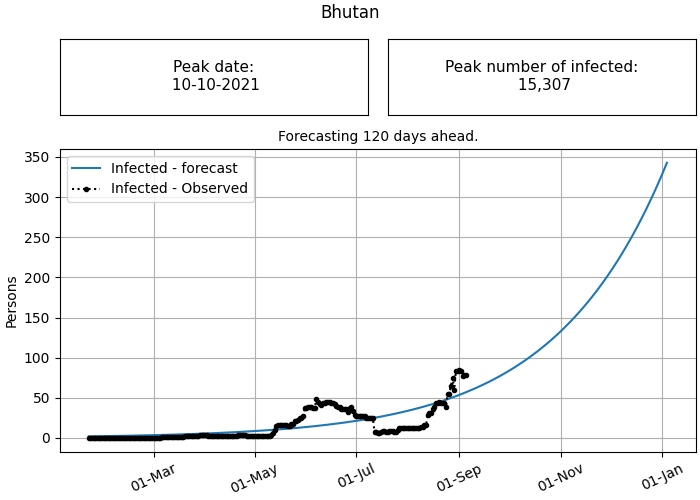 Bhutan
Peak date:
10-10-2021
Peak number of infected:
15,307
Forecasting 120 days ahead.
Infected - forecast
Infected - Observed
Persons
350
300
250
200
150
100
50
0
01-Mar
01-May
01-Jul
01-Sep
01-Nov
01-Jan